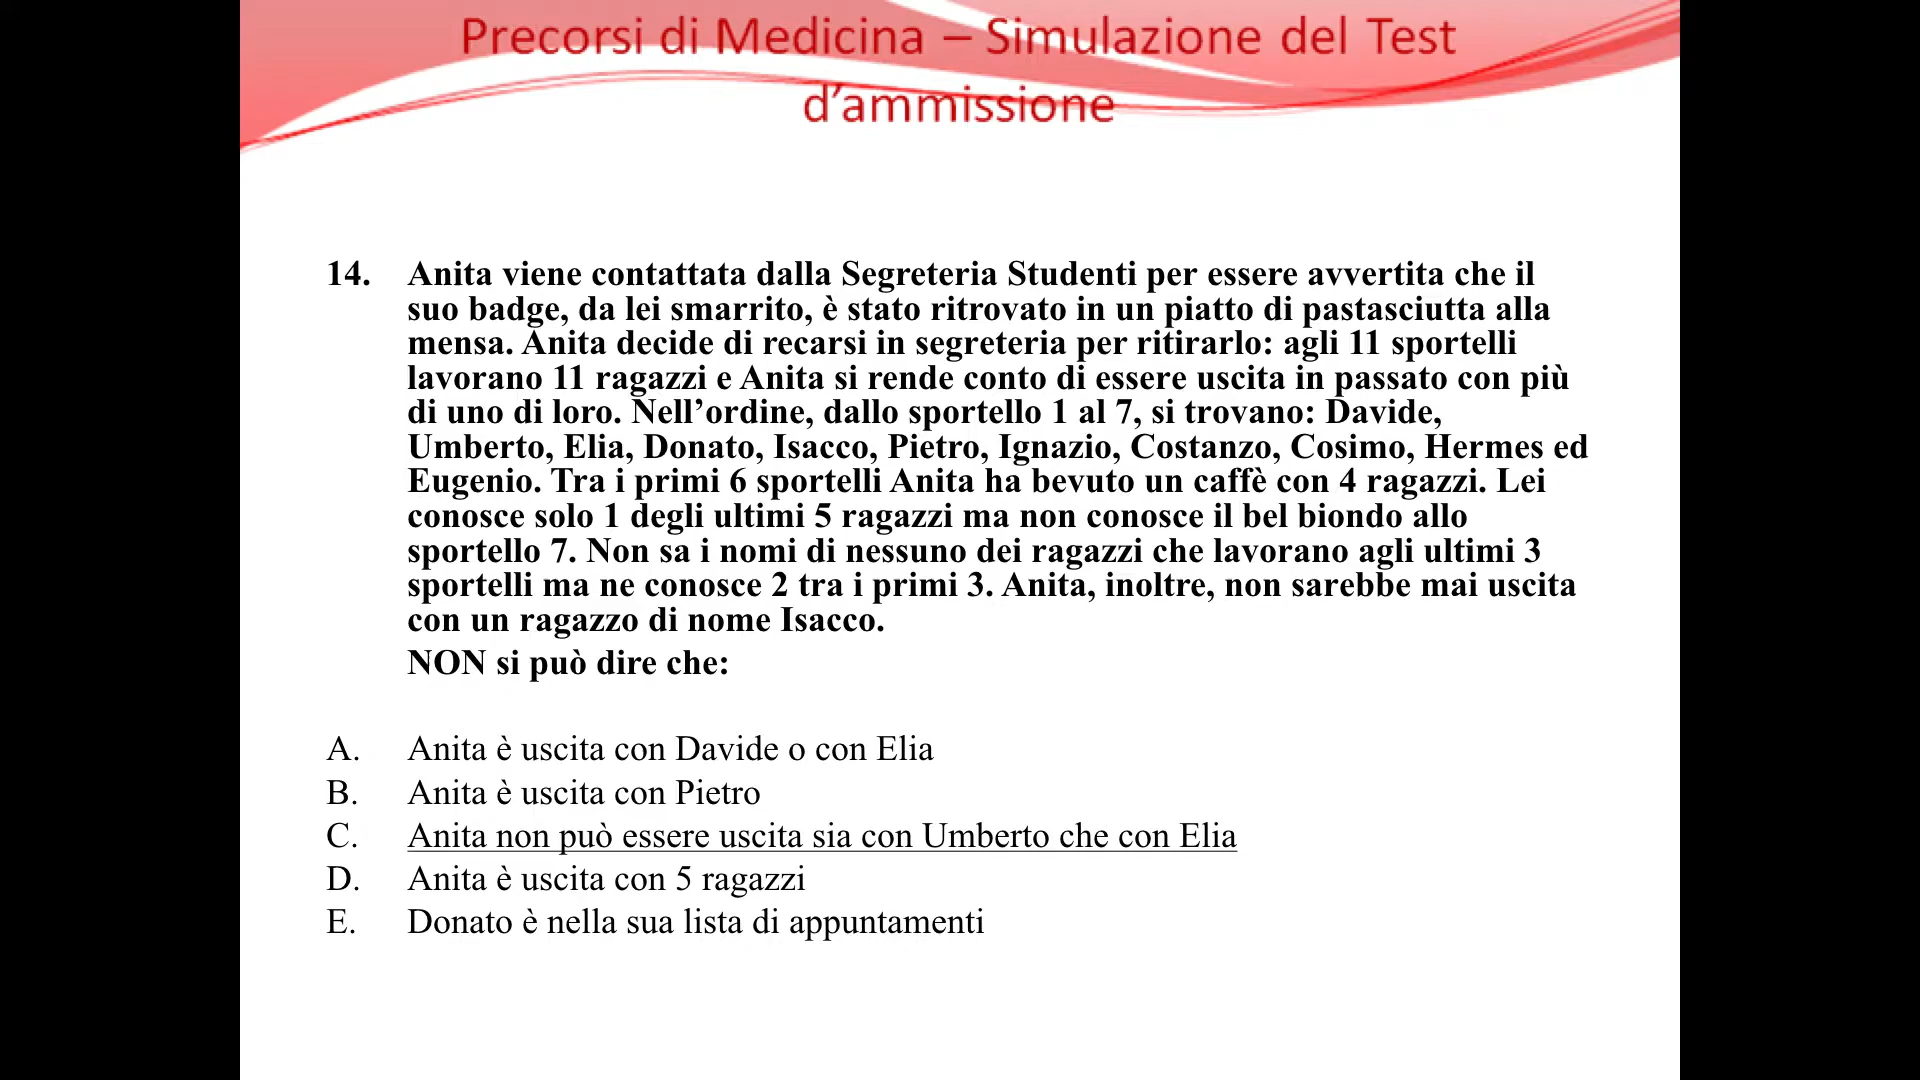 Precorsi di Medicina – Simulazione del Test
d’ammissione
14. Anita viene contattata dalla Segreteria Studenti per essere avvertita che il
suo badge, da lei smarrito, è stato ritrovato in un piatto di pastasciutta alla
mensa. Anita decide di recarsi in segreteria per ritirarlo: agli 11 sportelli
lavorano 11 ragazzi e Anita si rende conto di essere uscita in passato con più
di uno di loro. Nell’ordine, dallo sportello 1 al 7, si trovano: Davide,
Umberto, Elia, Donato, Isacco, Pietro, Ignazio, Costanzo, Cosimo, Hermes ed
Eugenio. Tra i primi 6 sportelli Anita ha bevuto un caffè con 4 ragazzi. Lei
conosce solo 1 degli ultimi 5 ragazzi ma non conosce il bel biondo allo
sportello 7. Non sa i nomi di nessuno dei ragazzi che lavorano agli ultimi 3
sportelli ma ne conosce 2 tra i primi 3. Anita, inoltre, non sarebbe mai uscita
con un ragazzo di nome Isacco.
NON si può dire che:
A. Anita è uscita con Davide o con Elia
B. Anita è uscita con Pietro
C. Anita non può essere uscita sia con Umberto che con Elia
D. Anita è uscita con 5 ragazzi
E. Donato è nella sua lista di appuntamenti